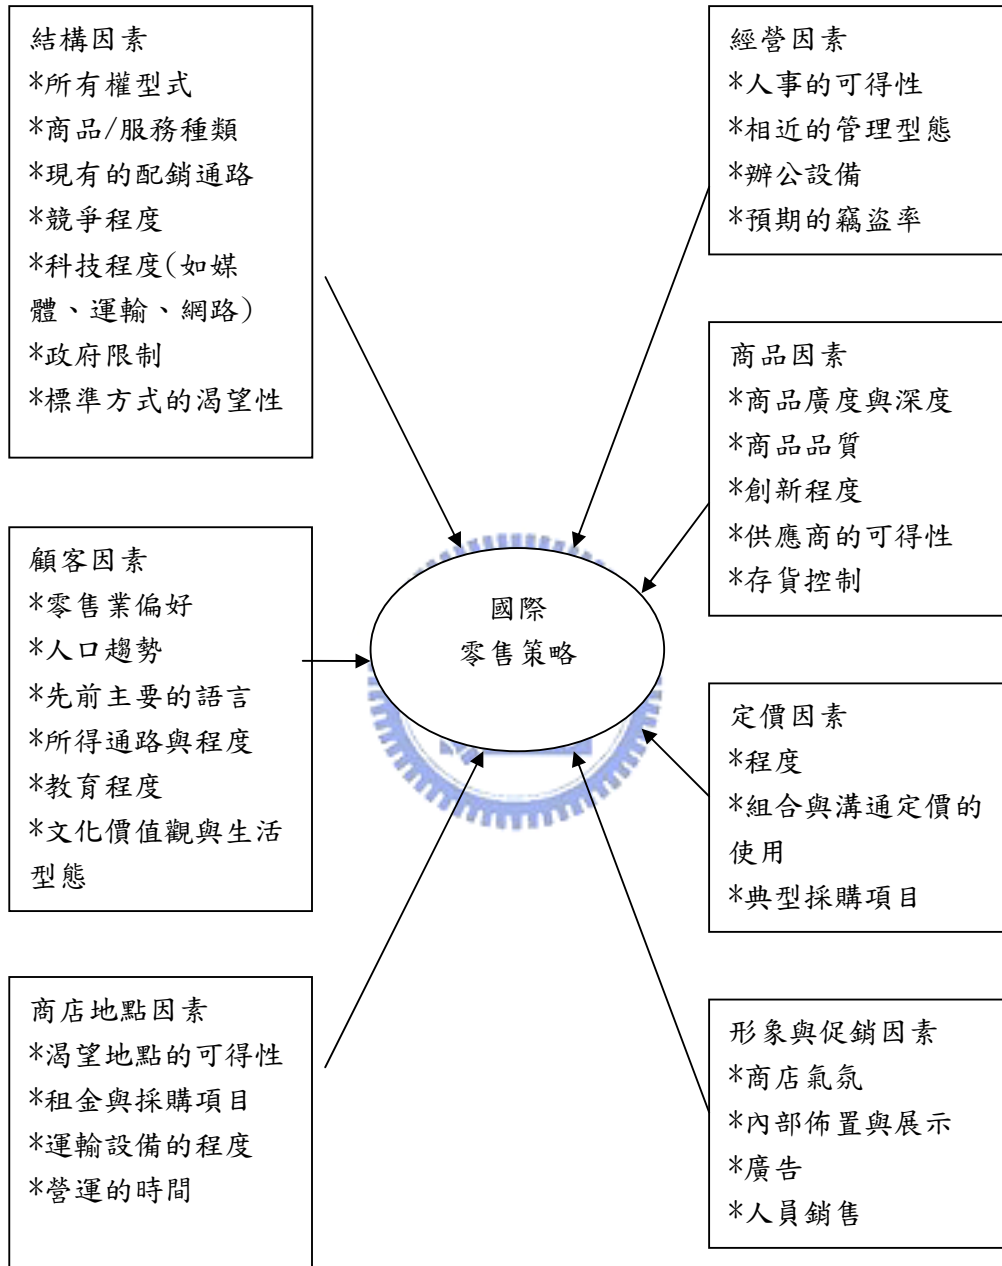 結構因素
*所有權型式
*商品/服務種類
*現有的配銷通路
*競爭程度
*科技程度(如媒
體、運輸、網路)
*政府限制
*標準方式的渴望性
顧客因素
*零售業偏好
*人口趨勢
*先前主要的語言
*所得通路與程度
*教育程度
*文化價值觀與生活
型態
商店地點因素
*渴望地點的可得性
*租金與採購項目
*運輸設備的程度
*營運的時間
國際
零售策略
經營因素
*人事的可得性
*相近的管理型態
*辦公設備
*預期的竊盜率
商品因素
*商品廣度與深度
*商品品質
*創新程度
*供應商的可得性
*存貨控制
定價因素
*程度
*組合與溝通定價的
使用
*典型採購項目
形象與促銷因素
*商店氣氛
*內部佈置與展示
*廣告
*人員銷售